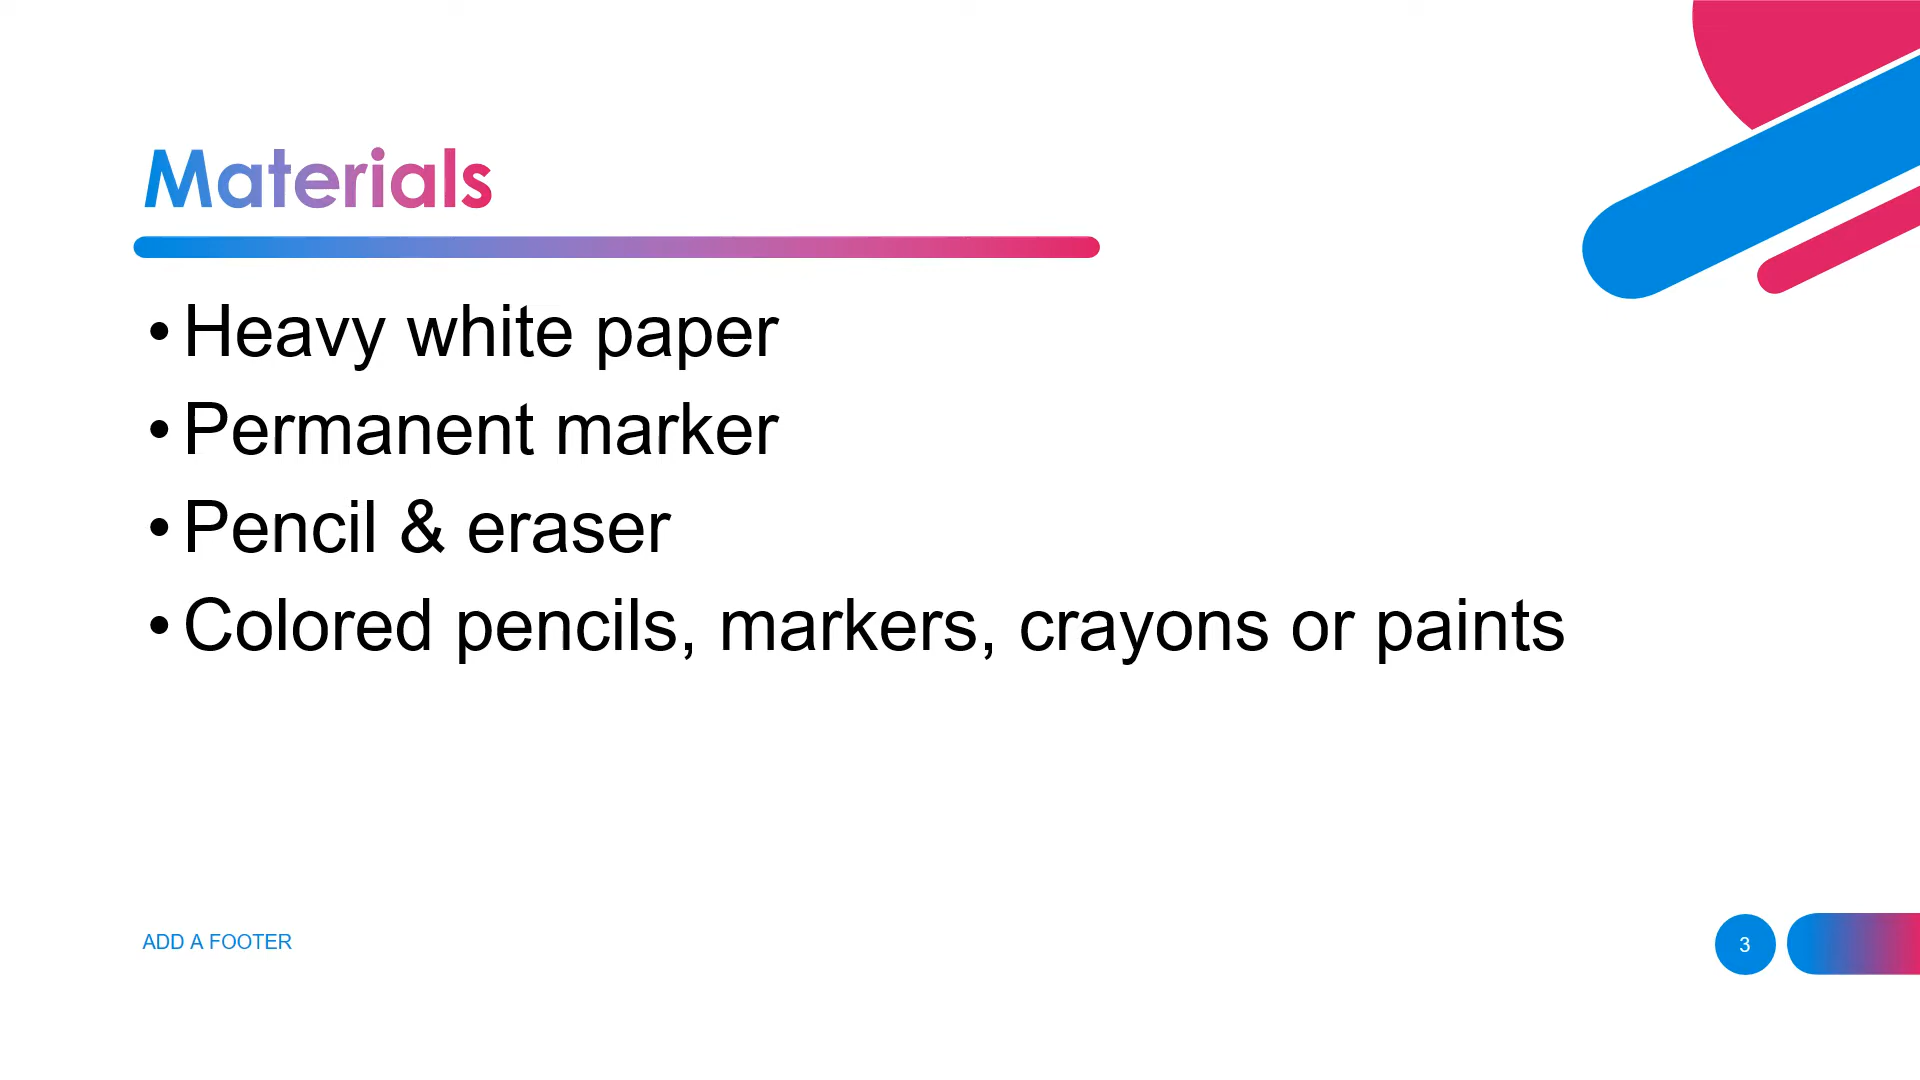 Materials
• Heavy white paper
• Permanent marker
• Pencil & eraser
• Colored pencils, markers, crayons or paints
ADD A FOOTER
3